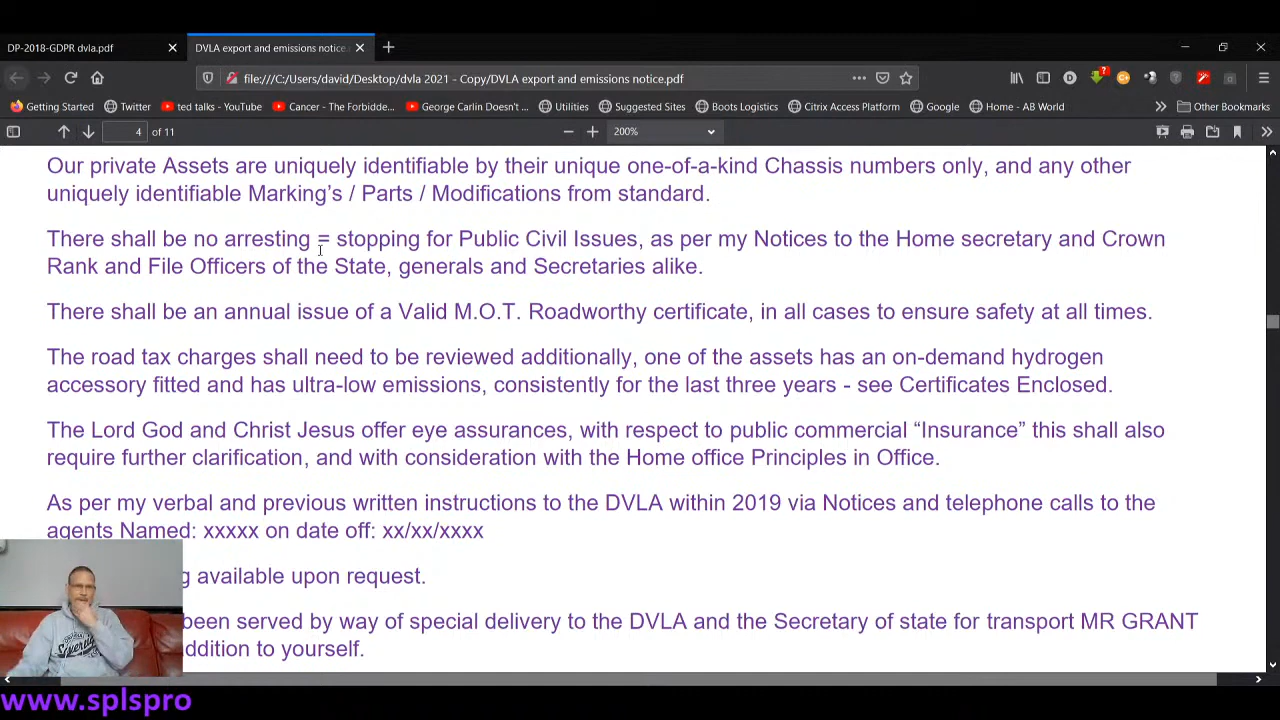 DP-2018-GDPR dvla.pdf
DVLA export and emissions notice
file:///C:/Users/david/Desktop/dvla 2021 - Copy/DVLA export and emissions notice.pdf
Getting Started Twitter ted talks - YouTube Cancer - The Forbidde... George Carlin Doesn't ... Utilities Suggested Sites Boots Logistics Citrix Access Platform Google Home - AB World Other Bookmarks
4 of 11 200%
Our private Assets are uniquely identifiable by their unique one-of-a-kind Chassis numbers only, and any other
uniquely identifiable Marking's / Parts / Modifications from standard.
There shall be no arresting = stopping for Public Civil Issues, as per my Notices to the Home secretary and Crown
Rank and File Officers of the State, generals and Secretaries alike.
There shall be an annual issue of a Valid M.O.T. Roadworthy certificate, in all cases to ensure safety at all times.
The road tax charges shall need to be reviewed additionally, one of the assets has an on-demand hydrogen
accessory fitted and has ultra-low emissions, consistently for the last three years - see Certificates Enclosed.
The Lord God and Christ Jesus offer eye assurances, with respect to public commercial “Insurance” this shall also
require further clarification, and with consideration with the Home office Principles in Office.
As per my verbal and previous written instructions to the DVLA within 2019 via Notices and telephone calls to the
agents Named: xxxxx on date off: xx/xx/xxxx
g available upon request.
been served by way of special delivery to the DVLA and the Secretary of state for transport MR GRANT
ddition to yourself.
www.splspro